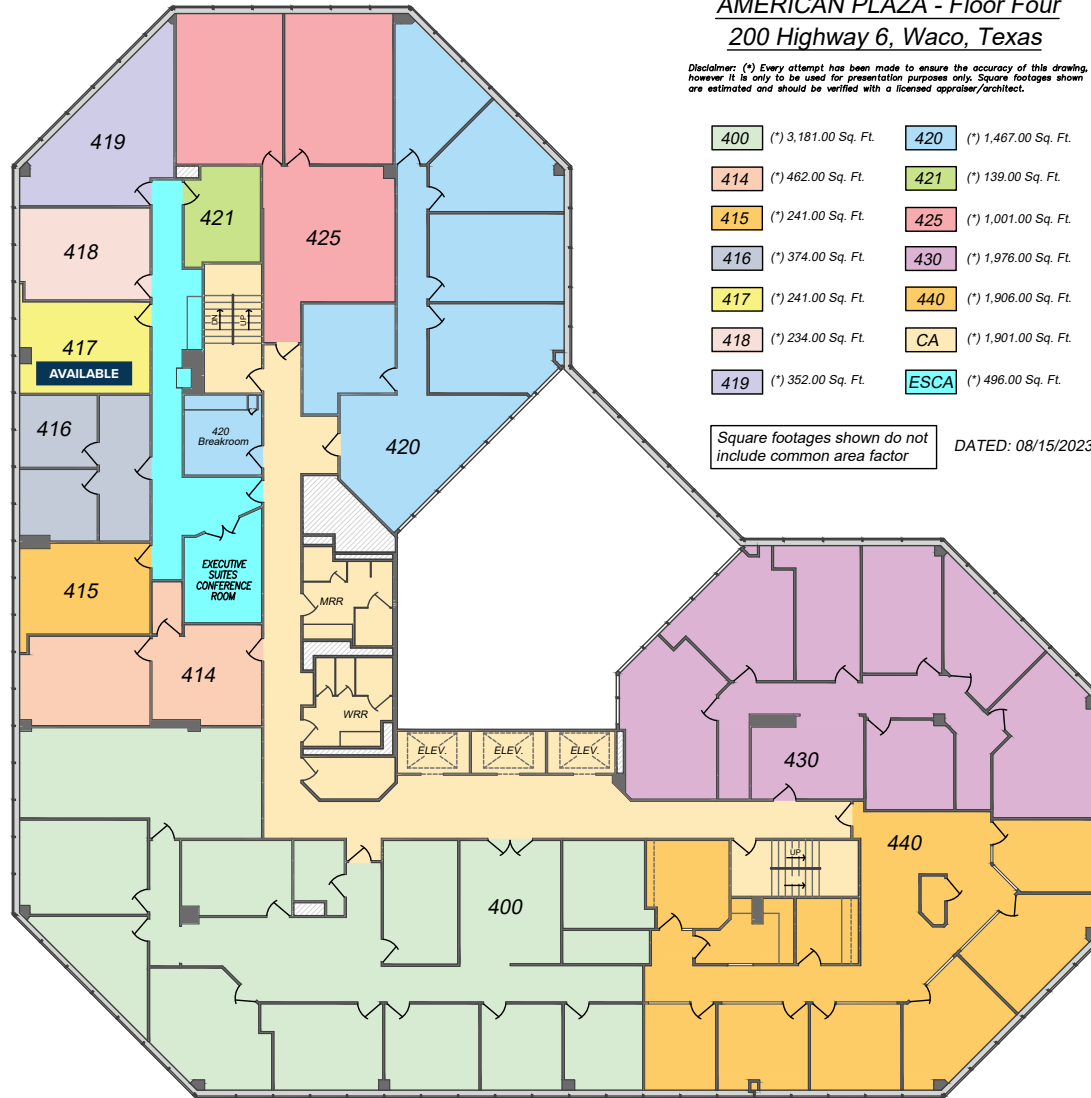 AMERICAN PLAZA - Floor Four
200 Highway 6, Waco, Texas
Disclaimer: (*) Every attempt has been made to ensure the accuracy of this drawing,
however it is only to be used for presentation purposes only. Square footages shown
are estimated and should be verified with a licensed appraiser/architect.
400 (*) 3,181.00 Sq. Ft.
420 (*) 1,467.00 Sq. Ft.
414 (*) 462.00 Sq. Ft.
421 (*) 139.00 Sq. Ft.
415 (*) 241.00 Sq. Ft.
425 (*) 1,001.00 Sq. Ft.
416 (*) 374.00 Sq. Ft.
430 (*) 1,976.00 Sq. Ft.
417 (*) 241.00 Sq. Ft.
440 (*) 1,906.00 Sq. Ft.
418 (*) 234.00 Sq. Ft.
CA (*) 1,901.00 Sq. Ft.
419 (*) 352.00 Sq. Ft.
ESCA (*) 496.00 Sq. Ft.
Square footages shown do not
include common area factor
DATED: 08/15/2023
419
421
425
418
DN
UP
417
AVAILABLE
416
420
Breakroom
420
EXECUTIVE
SUITES
CONFERENCE
ROOM
415
MRR
414
WRR
ELEV.
ELEV.
ELEV.
430
440
UP
400